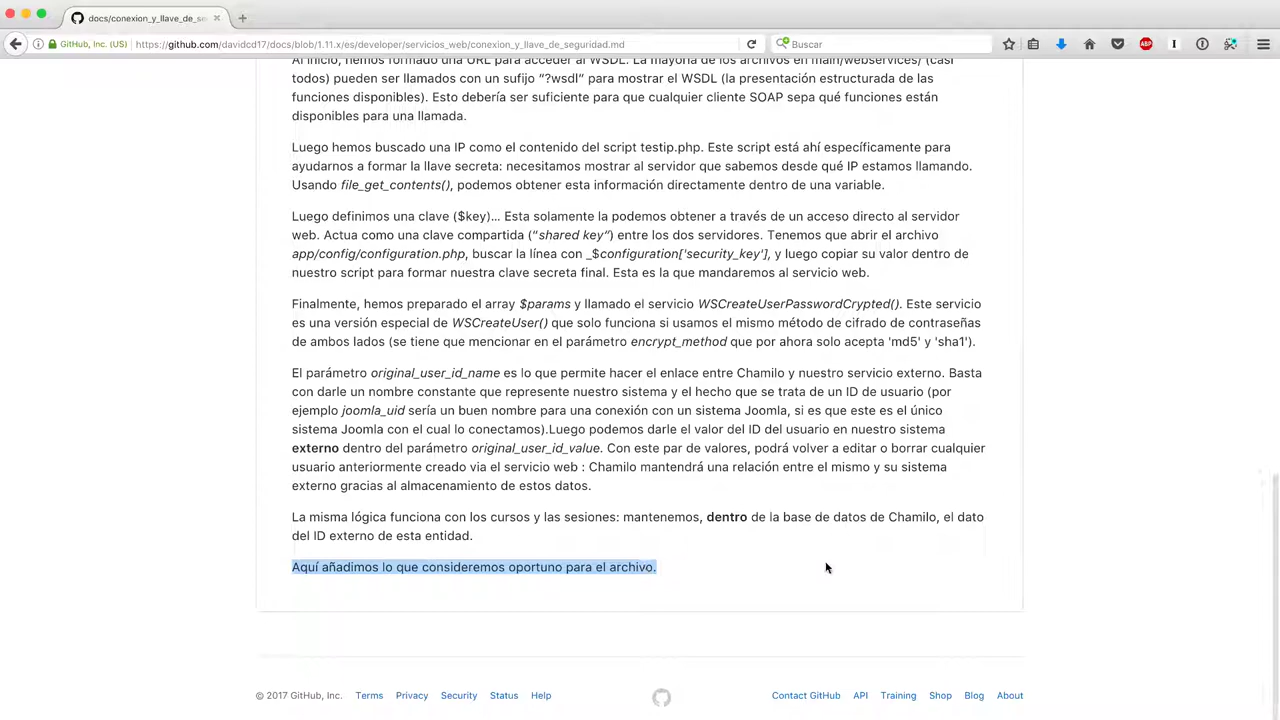 docs/conexion_y_llave_de_se
GitHub, Inc. (US)
https://github.com/davidcd17/docs/blob/1.11.x/es/developer/servicios_web/conexion_y_llave_de_seguridad.md
Buscar
ABP
Al inicio, hemos formado una URL para acceder al WSDL. La mayoría de los archivos en main/webservices/ (casi
todos) pueden ser llamados con un sufijo “?wsdl” para mostrar el WSDL (la presentación estructurada de las
funciones disponibles). Esto debería ser suficiente para que cualquier cliente SOAP sepa qué funciones están
disponibles para una llamada.
Luego hemos buscado una IP como el contenido del script testip.php. Este script está ahí específicamente para
ayudarnos a formar la llave secreta: necesitamos mostrar al servidor que sabemos desde qué IP estamos llamando.
Usando file_get_contents(), podemos obtener esta información directamente dentro de una variable.
Luego definimos una clave ($key)... Esta solamente la podemos obtener a través de un acceso directo al servidor
web. Actua como una clave compartida (“shared key”) entre los dos servidores. Tenemos que abrir el archivo
app/config/configuration.php, buscar la línea con _$configuration['security_key'], y luego copiar su valor dentro de
nuestro script para formar nuestra clave secreta final. Esta es la que mandaremos al servicio web.
Finalmente, hemos preparado el array $params y llamado el servicio WSCreateUserPasswordCrypted(). Este servicio
es una versión especial de WSCreateUser() que solo funciona si usamos el mismo método de cifrado de contraseñas
de ambos lados (se tiene que mencionar en el parámetro encrypt_method que por ahora solo acepta 'md5' y 'sha1').
El parámetro original_user_id_name es lo que permite hacer el enlace entre Chamilo y nuestro servicio externo. Basta
con darle un nombre constante que represente nuestro sistema y el hecho que se trata de un ID de usuario (por
ejemplo joomla_uid sería un buen nombre para una conexión con un sistema Joomla, si es que este es el único
sistema Joomla con el cual lo conectamos).Luego podemos darle el valor del ID del usuario en nuestro sistema
externo dentro del parámetro original_user_id_value. Con este par de valores, podrá volver a editar o borrar cualquier
usuario anteriormente creado via el servicio web : Chamilo mantendrá una relación entre el mismo y su sistema
externo gracias al almacenamiento de estos datos.
La misma lógica funciona con los cursos y las sesiones: mantenemos, dentro de la base de datos de Chamilo, el dato
del ID externo de esta entidad.
Aquí añadimos lo que consideremos oportuno para el archivo.
© 2017 GitHub, Inc. Terms Privacy Security Status Help Contact GitHub API Training Shop Blog About